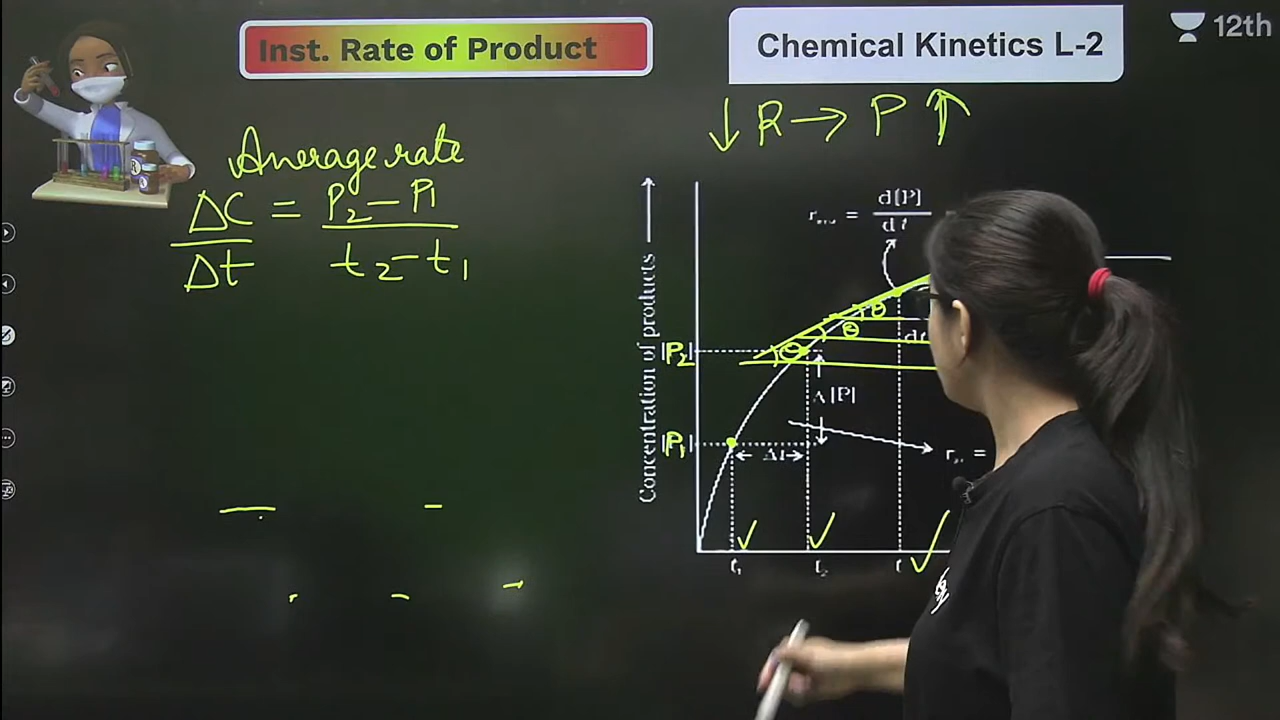 Inst. Rate of Product
Chemical Kinetics L-2
12th
↓ R → P ↑
Average rate
ΔC = P2 - P1
Δt t2 - t1
= d[P]
dt
Concentration of products
θ
θ
θ
P2
Δ[P]
P1
Δt
t1 t2 t